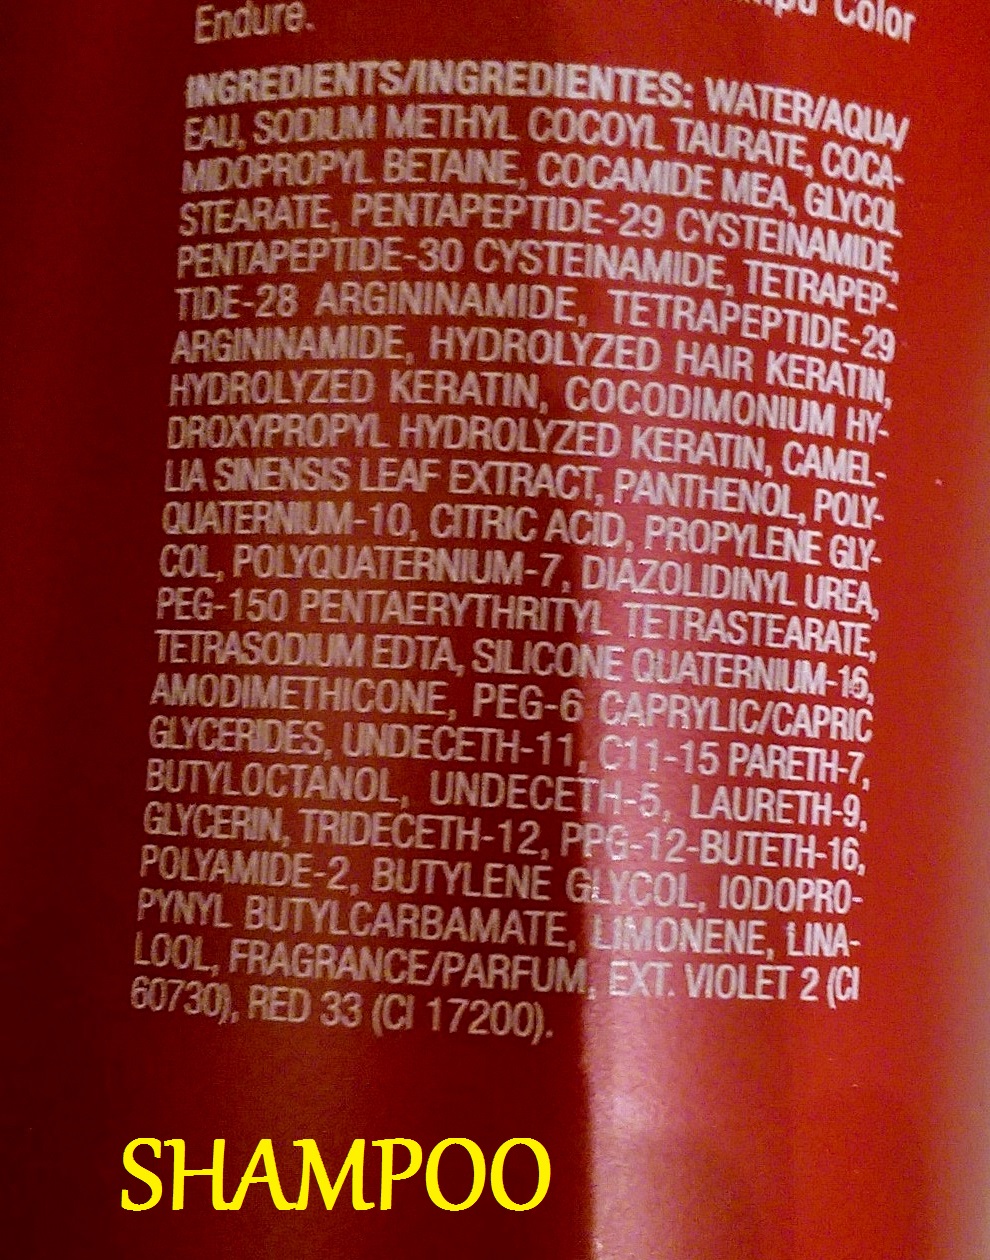 Color
Endure.
INGREDIENTS/INGREDIENTES: WATER/AQUA/
EAU, SODIUM METHYL COCOYL TAURATE, COCA-
MIDOPROPYL BETAINE, COCAMIDE MEA, GLYCOL
STEARATE, PENTAPEPTIDE-29 CYSTEINAMIDE,
PENTAPEPTIDE-30 CYSTEINAMIDE, TETRAPEP-
TIDE-28 ARGININAMIDE, TETRAPEPTIDE-29
ARGININAMIDE, HYDROLYZED HAIR KERATIN,
HYDROLYZED KERATIN, COCODIMONIUM HY-
DROXYPROPYL HYDROLYZED KERATIN, CAMEL-
LIA SINENSIS LEAF EXTRACT, PANTHENOL, POLY-
QUATERNIUM-10, CITRIC ACID, PROPYLENE GLY-
COL, POLYQUATERNIUM-7, DIAZOLIDINYL UREA,
PEG-150 PENTAERYTHRITYL TETRASTEARATE,
TETRASODIUM EDTA, SILICONE QUATERNIUM-16,
AMODIMETHICONE, PEG-6 CAPRYLIC/CAPRIC
GLYCERIDES, UNDECETH-11, C11-15 PARETH-7,
BUTYLOCTANOL, UNDECETH-5, LAURETH-9,
GLYCERIN, TRIDECETH-12, PPG-12-BUTETH-16,
POLYAMIDE-2, BUTYLENE GLYCOL, IODOPRO-
PYNYL BUTYLCARBAMATE, LIMONENE, LINA-
LOOL, FRAGRANCE/PARFUM, EXT. VIOLET 2 (CI
60730), RED 33 (CI 17200).
SHAMPOO